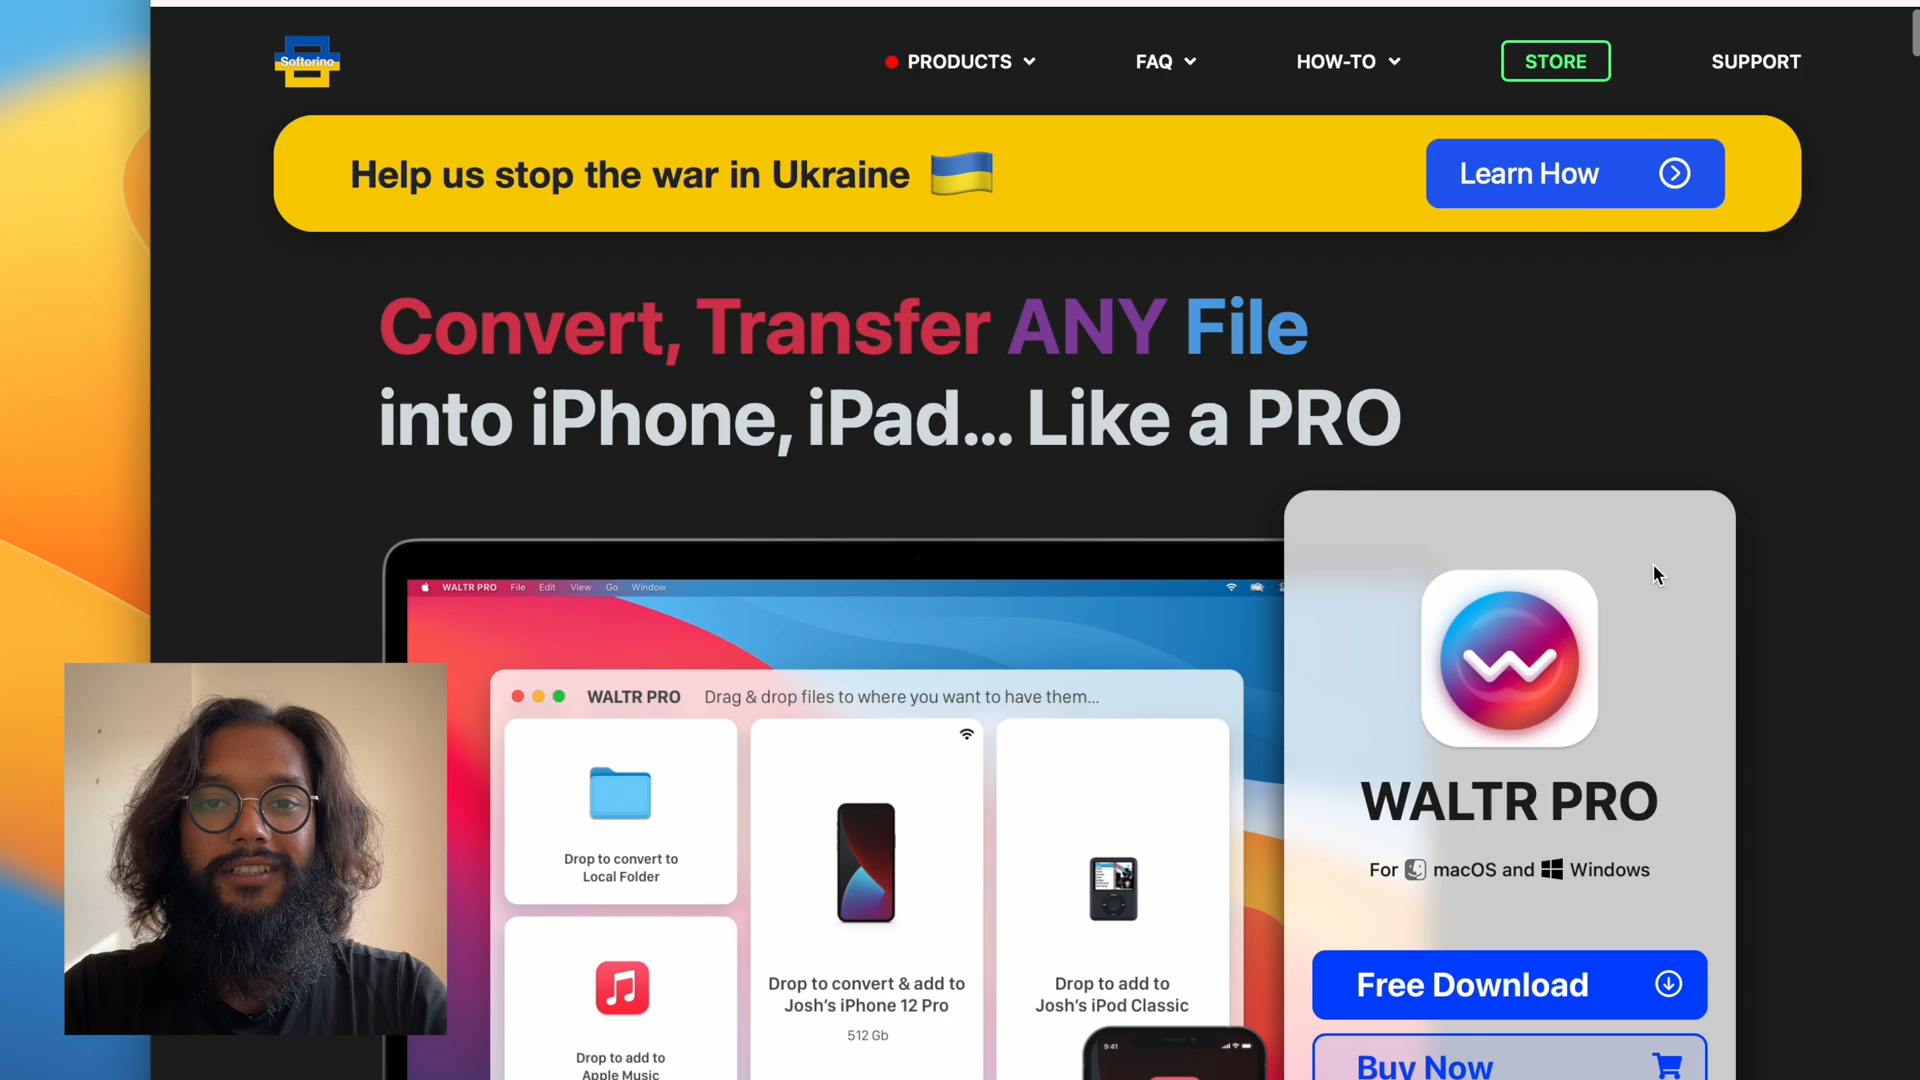 Softorino
PRODUCTS
FAQ
HOW-TO
STORE
SUPPORT
Help us stop the war in Ukraine
Learn How
Convert, Transfer ANY File
into iPhone, iPad... Like a PRO
WALTR PRO File Edit View Go Window
WALTR PRO Drag & drop files to where you want to have them...
Drop to convert to
Local Folder
Drop to add to
Apple Music
Drop to convert & add to
Josh's iPhone 12 Pro
512 Gb
Drop to add to
Josh's iPod Classic
9:41
WALTR PRO
For macOS and Windows
Free Download
Buy Now